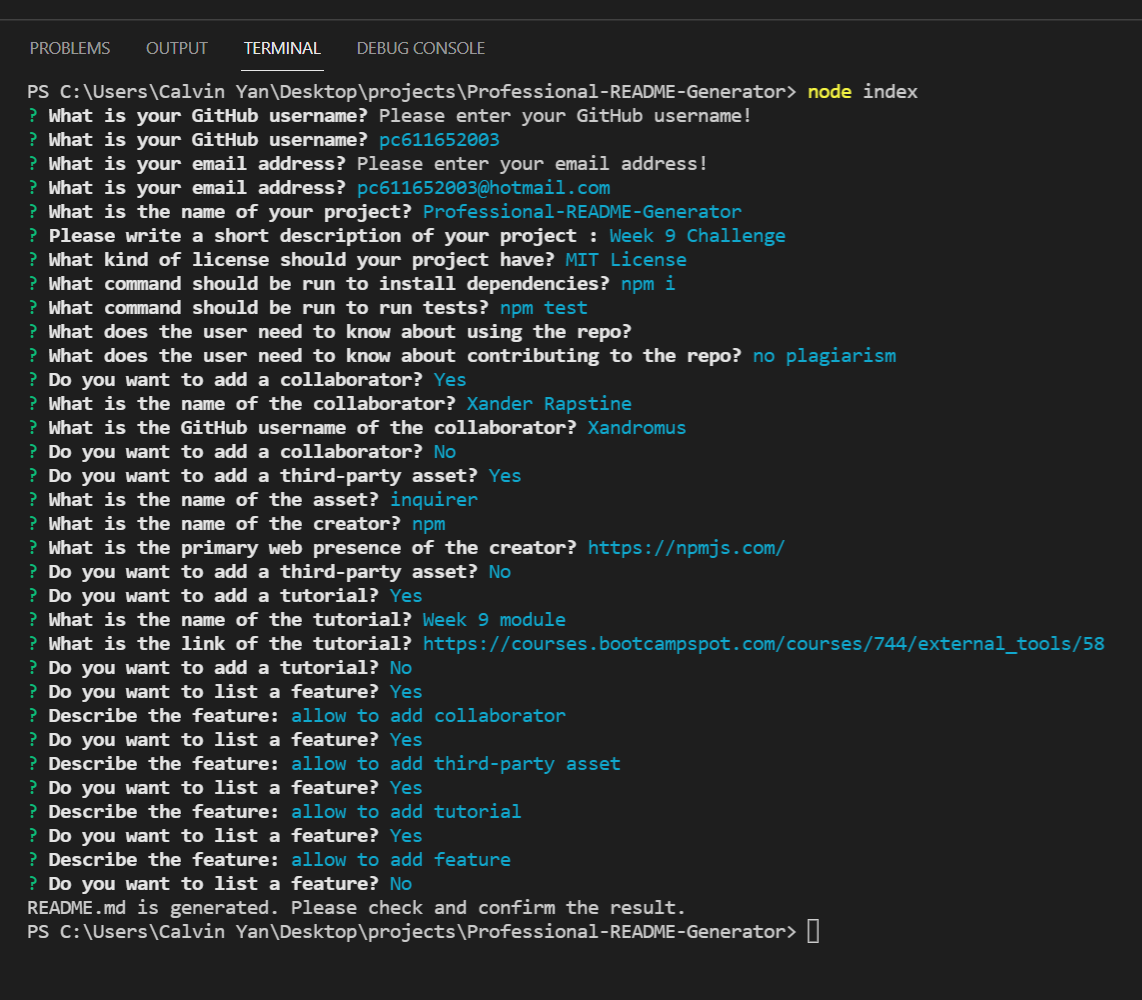 PROBLEMS OUTPUT TERMINAL DEBUG CONSOLE
PS C:\Users\Calvin Yan\Desktop\projects\Professional-README-Generator> node index
? What is your GitHub username? Please enter your GitHub username!
? What is your GitHub username? pc611652003
? What is your email address? Please enter your email address!
? What is your email address? pc611652003@hotmail.com
? What is the name of your project? Professional-README-Generator
? Please write a short description of your project : Week 9 Challenge
? What kind of license should your project have? MIT License
? What command should be run to install dependencies? npm i
? What command should be run to run tests? npm test
? What does the user need to know about using the repo?
? What does the user need to know about contributing to the repo? no plagiarism
? Do you want to add a collaborator? Yes
? What is the name of the collaborator? Xander Rapstine
? What is the GitHub username of the collaborator? Xandromus
? Do you want to add a collaborator? No
? Do you want to add a third-party asset? Yes
? What is the name of the asset? inquirer
? What is the name of the creator? npm
? What is the primary web presence of the creator? https://npmjs.com/
? Do you want to add a third-party asset? No
? Do you want to add a tutorial? Yes
? What is the name of the tutorial? Week 9 module
? What is the link of the tutorial? https://courses.bootcampspot.com/courses/744/external_tools/58
? Do you want to add a tutorial? No
? Do you want to list a feature? Yes
? Describe the feature: allow to add collaborator
? Do you want to list a feature? Yes
? Describe the feature: allow to add third-party asset
? Do you want to list a feature? Yes
? Describe the feature: allow to add tutorial
? Do you want to list a feature? Yes
? Describe the feature: allow to add feature
? Do you want to list a feature? No
README.md is generated. Please check and confirm the result.
PS C:\Users\Calvin Yan\Desktop\projects\Professional-README-Generator>